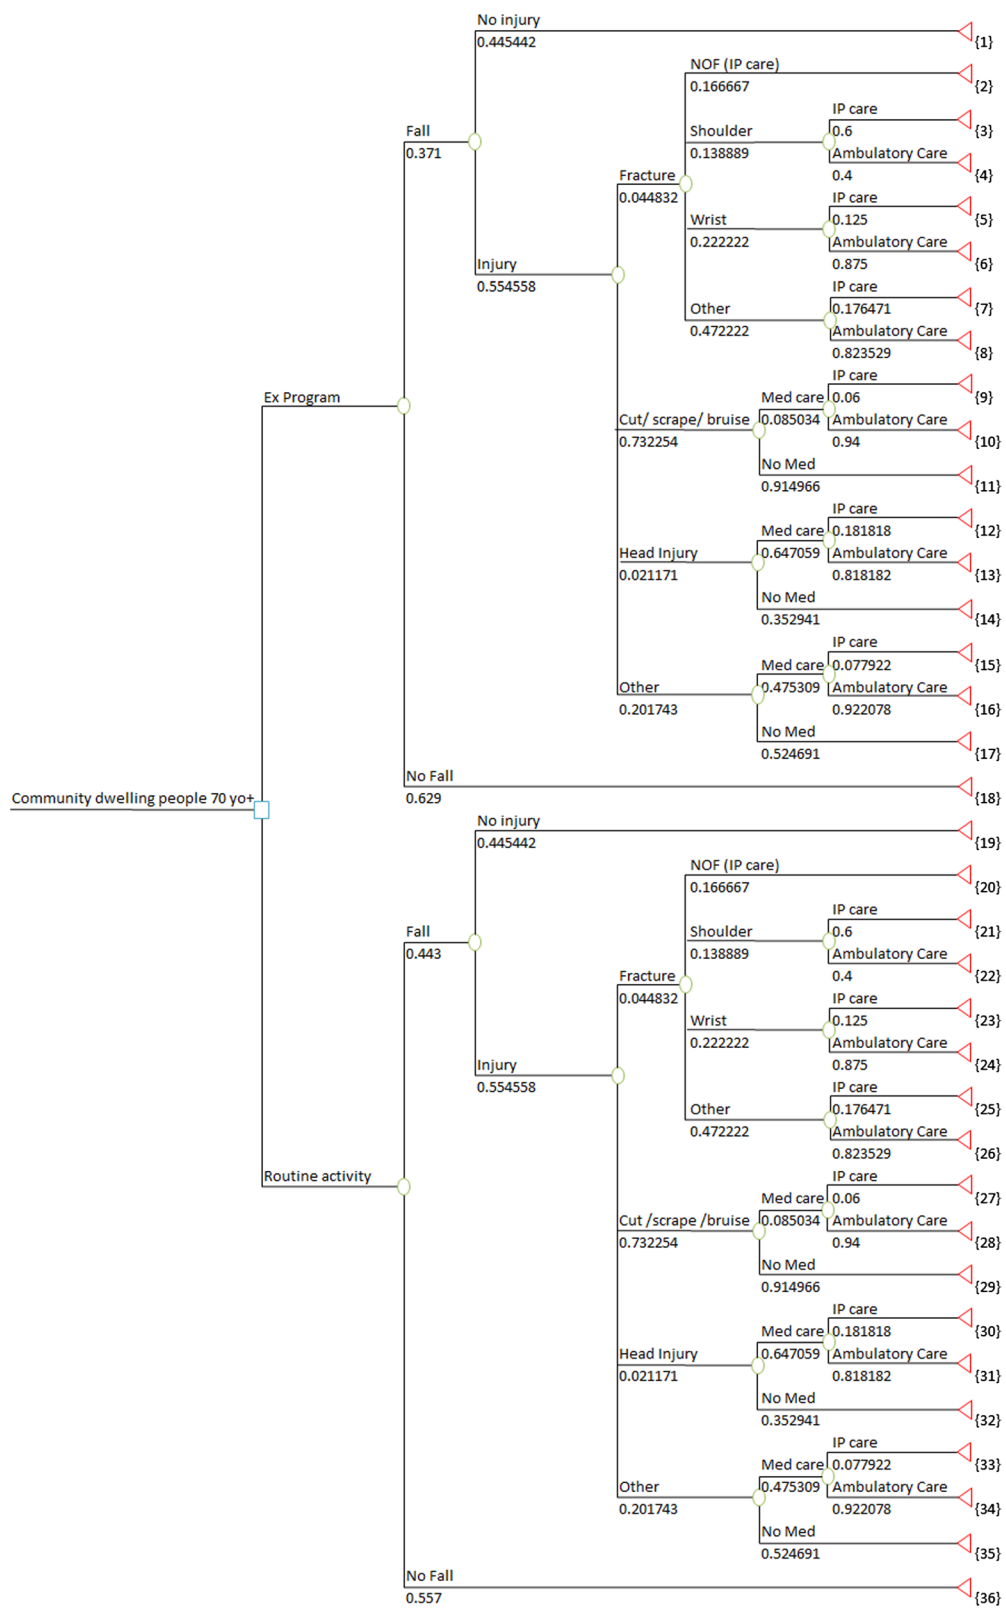 No injury
0.445442
{1}
NOF (IP care)
0.166667
{2}
IP care
0.6
{3}
Fall
0.371
Shoulder
0.138889
Ambulatory Care
0.4
{4}
Fracture
0.044832
IP care
0.125
{5}
Wrist
0.222222
Ambulatory Care
0.875
{6}
Injury
0.554558
IP care
0.176471
{7}
Other
0.472222
Ambulatory Care
0.823529
{8}
IP care
0.06
{9}
Ex Program
Med care
0.085034
Cut/ scrape/ bruise
0.732254
Ambulatory Care
0.94
{10}
No Med
0.914966
{11}
IP care
0.181818
{12}
Med care
0.647059
Head Injury
0.021171
Ambulatory Care
0.818182
{13}
No Med
0.352941
{14}
IP care
0.077922
{15}
Med care
0.475309
Other
0.201743
Ambulatory Care
0.922078
{16}
No Med
0.524691
{17}
No Fall
0.629
{18}
Community dwelling people 70 yo+
No injury
0.445442
{19}
NOF (IP care)
0.166667
{20}
IP care
0.6
{21}
Fall
0.443
Shoulder
0.138889
Ambulatory Care
0.4
{22}
Fracture
0.044832
IP care
0.125
{23}
Wrist
0.222222
Ambulatory Care
0.875
{24}
Injury
0.554558
IP care
0.176471
{25}
Other
0.472222
Ambulatory Care
0.823529
{26}
Routine activity
IP care
0.06
{27}
Med care
0.085034
Cut /scrape /bruise
0.732254
Ambulatory Care
0.94
{28}
No Med
0.914966
{29}
IP care
0.181818
{30}
Med care
0.647059
Head Injury
0.021171
Ambulatory Care
0.818182
{31}
No Med
0.352941
{32}
IP care
0.077922
{33}
Med care
0.475309
Other
0.201743
Ambulatory Care
0.922078
{34}
No Med
0.524691
{35}
No Fall
0.557
{36}